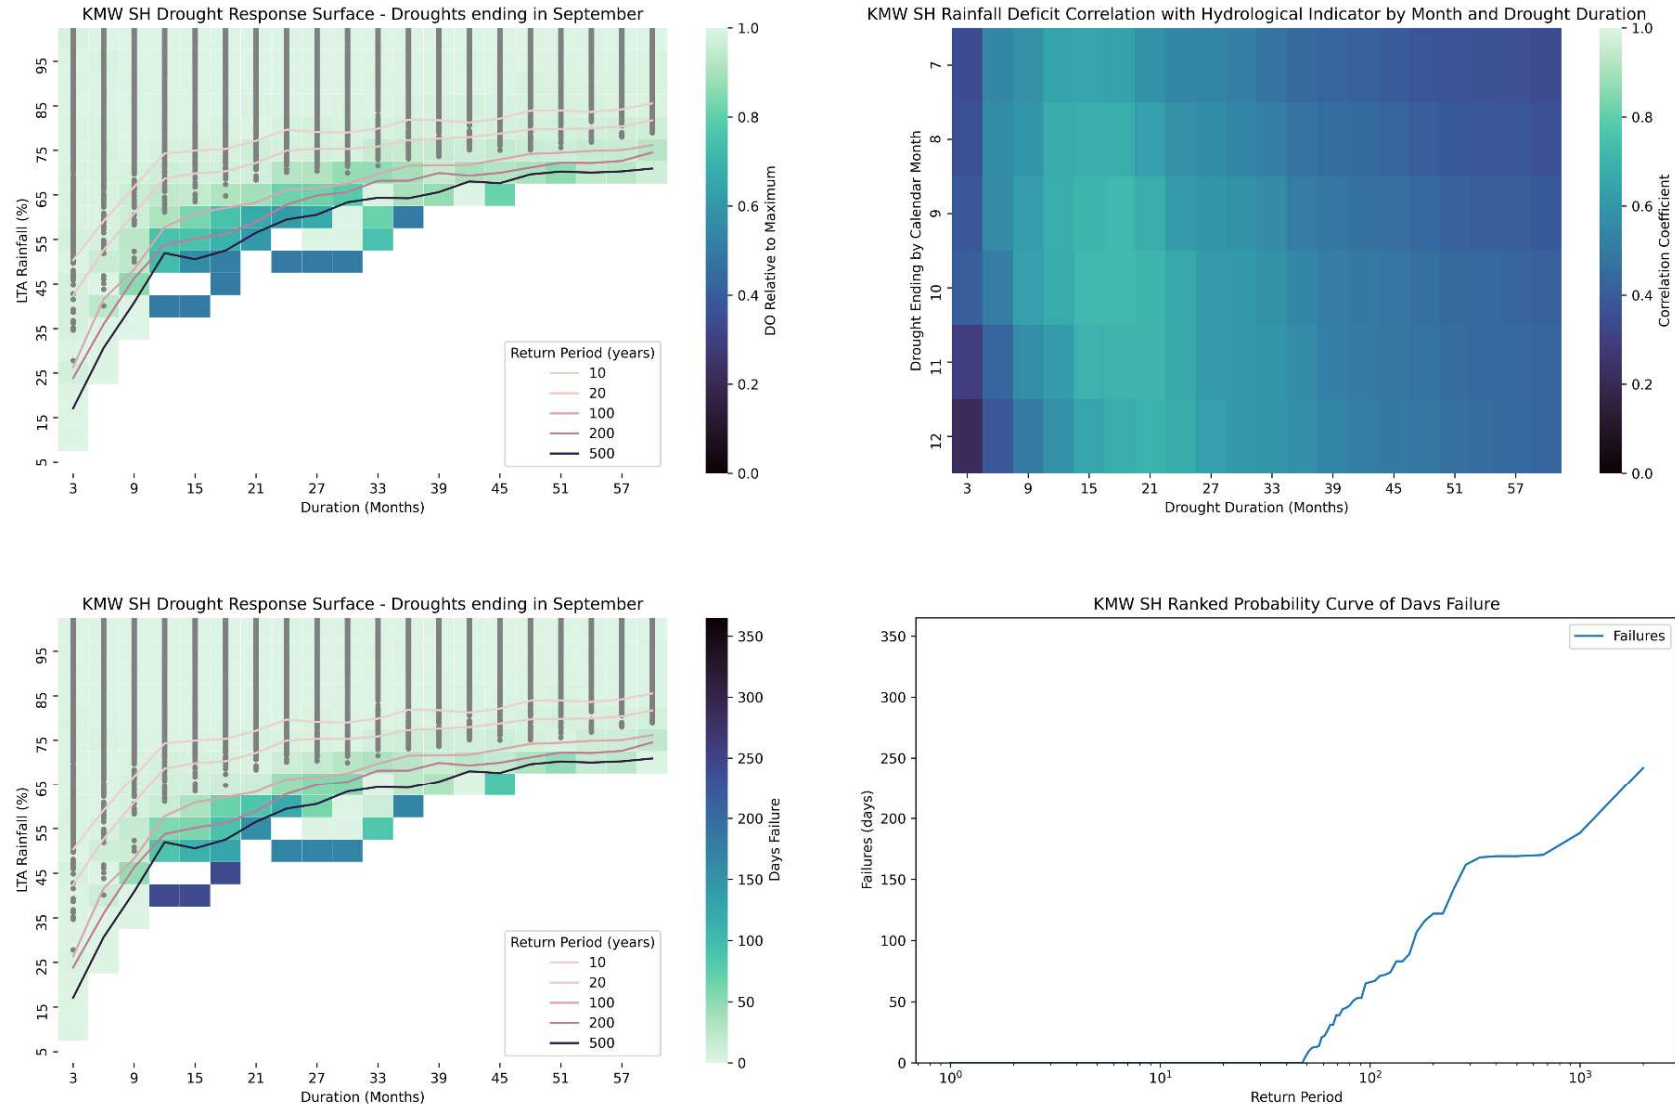 KMW SH Drought Response Surface - Droughts ending in September
LTA Rainfall (%)
95
85
75
65
55
45
35
25
15
5
3 9 15 21 27 33 39 45 51 57
Duration (Months)
Return Period (years)
10
20
100
200
500
1.0
0.8
0.6
0.4
0.2
0.0
DO Relative to Maximum
KMW SH Rainfall Deficit Correlation with Hydrological Indicator by Month and Drought Duration
Drought Ending by Calendar Month
7
8
9
10
11
12
3 9 15 21 27 33 39 45 51 57
Drought Duration (Months)
1.0
0.8
0.6
0.4
0.2
0.0
Correlation Coefficient
KMW SH Drought Response Surface - Droughts ending in September
LTA Rainfall (%)
95
85
75
65
55
45
35
25
15
5
3 9 15 21 27 33 39 45 51 57
Duration (Months)
Return Period (years)
10
20
100
200
500
350
300
250
200
150
100
50
0
Days Failure
KMW SH Ranked Probability Curve of Days Failure
Failures
Failures (days)
350
300
250
200
150
100
50
0
10⁰ 10¹ 10² 10³
Return Period